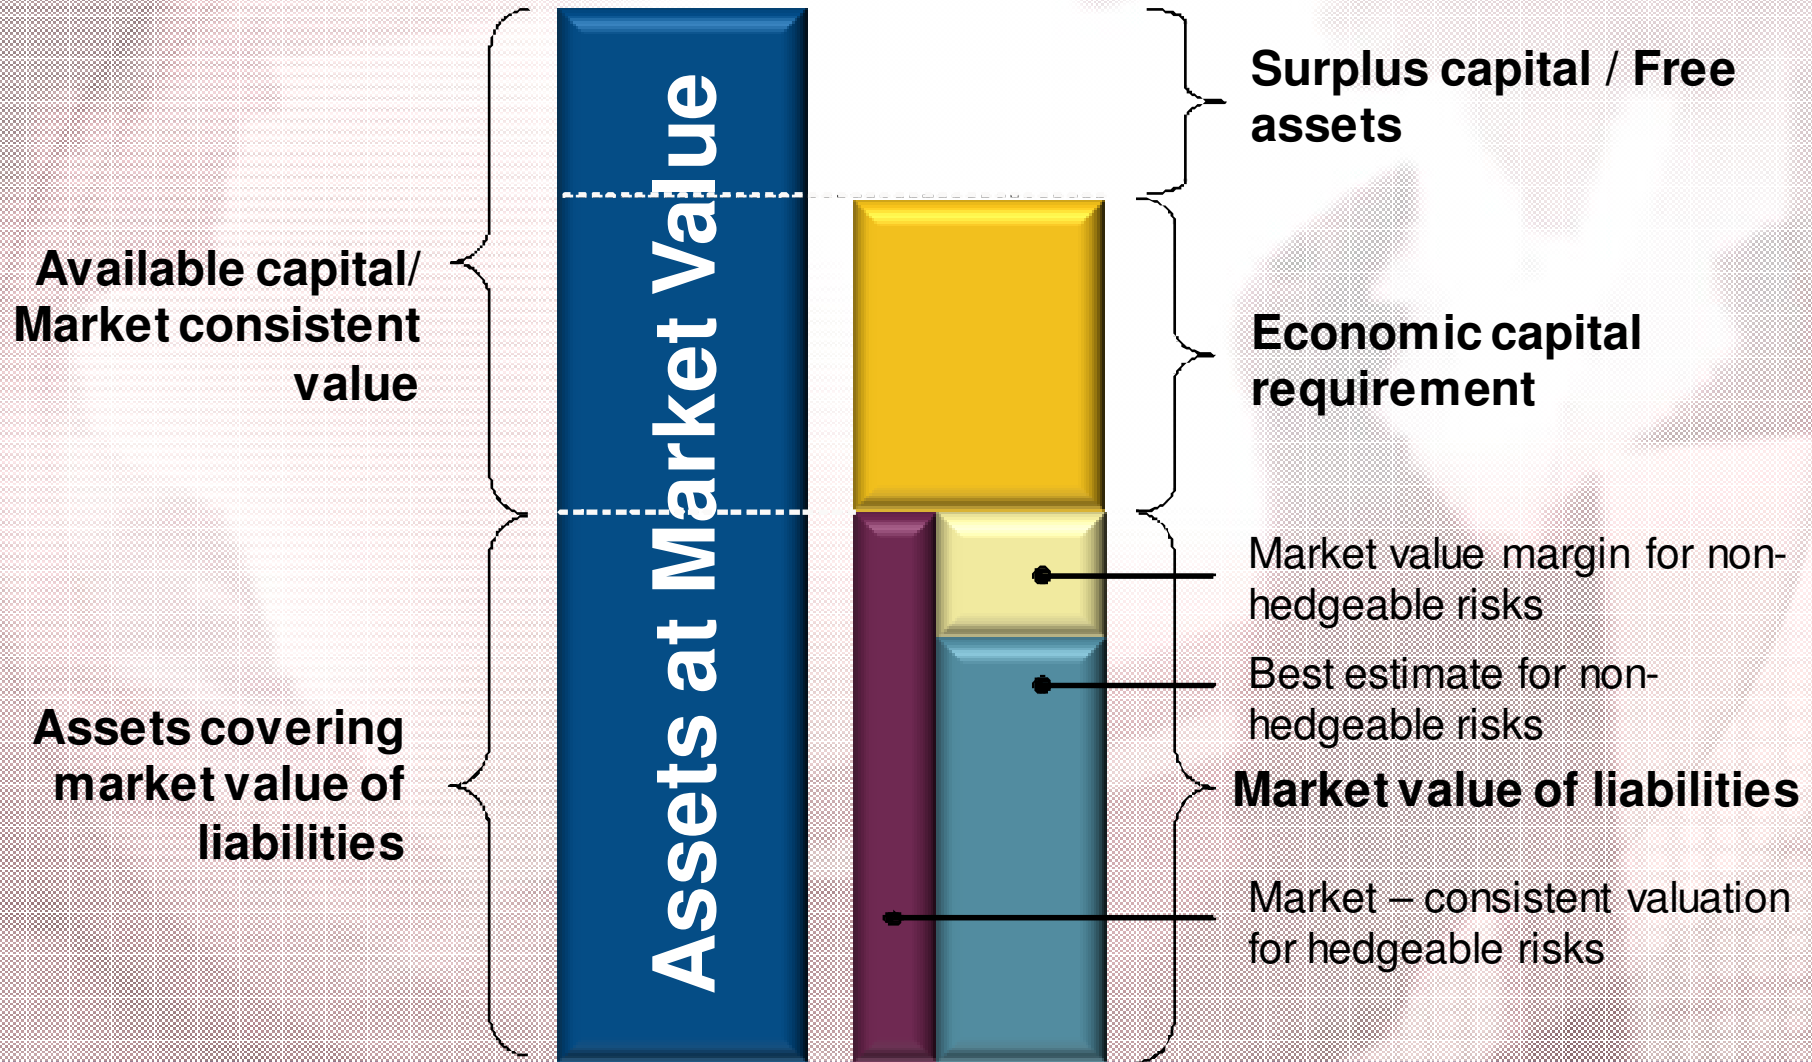 Available capital/
Market consistent
value
Assets covering
market value of
liabilities
Assets at Market Value
Surplus capital / Free
assets
Economic capital
requirement
Market value margin for non-
hedgeable risks
Best estimate for non-
hedgeable risks
Market value of liabilities
Market – consistent valuation
for hedgeable risks